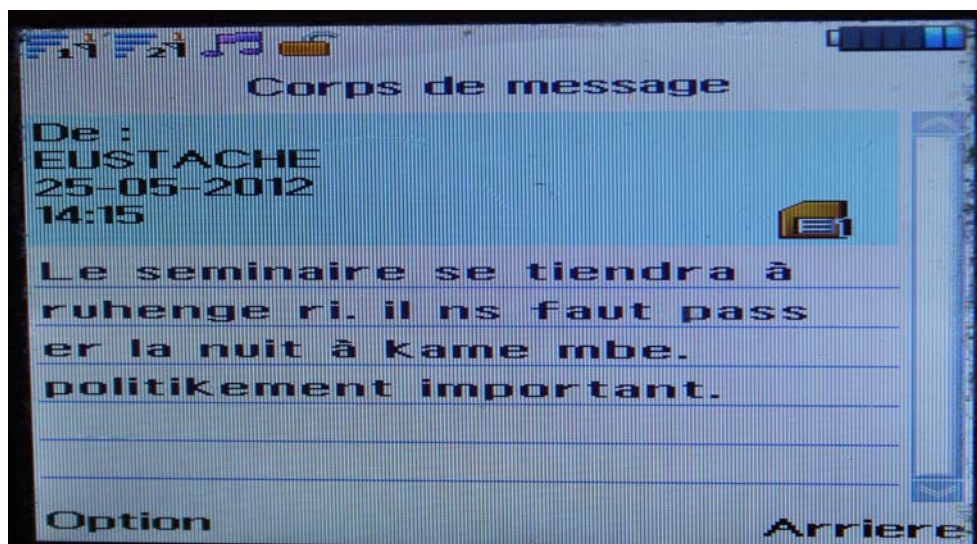 Corps de message
De :
EUSTACHE
25-05-2012
14:15
Le seminaire se tiendra à
ruhenge ri. il ns faut pass
er la nuit à kame mbe.
politikement important.
Option Arriere